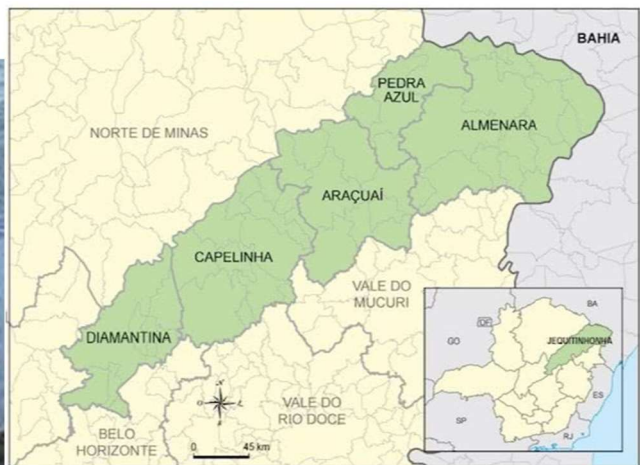 BAHIA
PEDRA
AZUL
ALMENARA
NORTE DE MINAS
ARAÇUAÍ
CAPELINHA
VALE DO
MUCURI
DIAMANTINA
VALE DO
RIO DOCE
BELO
HORIZONTE
0 45 km
BA
DF
GO
JEQUITINHONHA
ES
SP
RJ